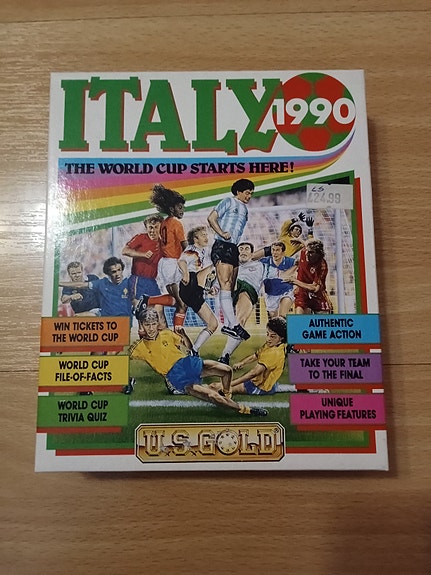 ITALY
1990
THE WORLD CUP STARTS HERE!
LS
£24.99
WIN TICKETS TO
THE WORLD CUP
AUTHENTIC
GAME ACTION
WORLD CUP
FILE-OF-FACTS
TAKE YOUR TEAM
TO THE FINAL
WORLD CUP
TRIVIA QUIZ
UNIQUE
PLAYING FEATURES
U.S. GOLD®